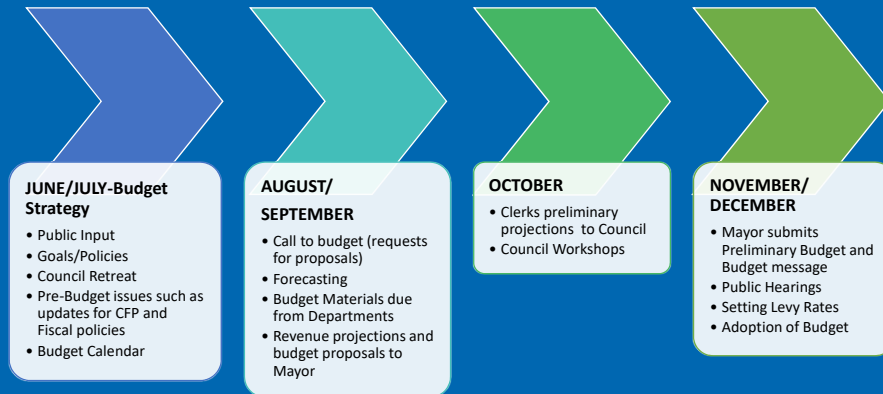 JUNE/JULY-Budget
Strategy
• Public Input
• Goals/Policies
• Council Retreat
• Pre-Budget issues such as
updates for CFP and
Fiscal policies
• Budget Calendar
AUGUST/
SEPTEMBER
• Call to budget (requests
for proposals)
• Forecasting
• Budget Materials due
from Departments
• Revenue projections and
budget proposals to
Mayor
OCTOBER
• Clerks preliminary
projections to Council
• Council Workshops
NOVEMBER/
DECEMBER
• Mayor submits
Preliminary Budget and
Budget message
• Public Hearings
• Setting Levy Rates
• Adoption of Budget